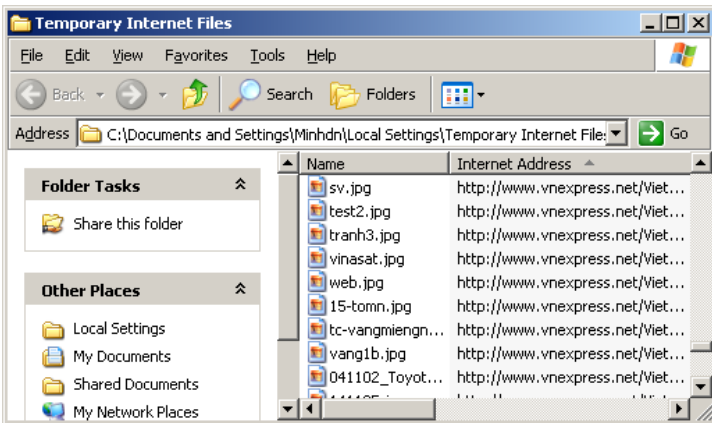 Temporary Internet Files
File Edit View Favorites Tools Help
Back Search Folders
Address C:\Documents and Settings\Minhdn\Local Settings\Temporary Internet File Go
Folder Tasks
Share this folder
Other Places
Local Settings
My Documents
Shared Documents
My Network Places
Name Internet Address
sv.jpg http://www.vnexpress.net/Viet...
test2.jpg http://www.vnexpress.net/Viet...
tranh3.jpg http://www.vnexpress.net/Viet...
vinasat.jpg http://www.vnexpress.net/Viet...
web.jpg http://www.vnexpress.net/Viet...
15-tomn.jpg http://www.vnexpress.net/Viet...
tc-vangmiengn... http://www.vnexpress.net/Viet...
vang1b.jpg http://www.vnexpress.net/Viet...
041102_Toyot... http://www.vnexpress.net/Viet...